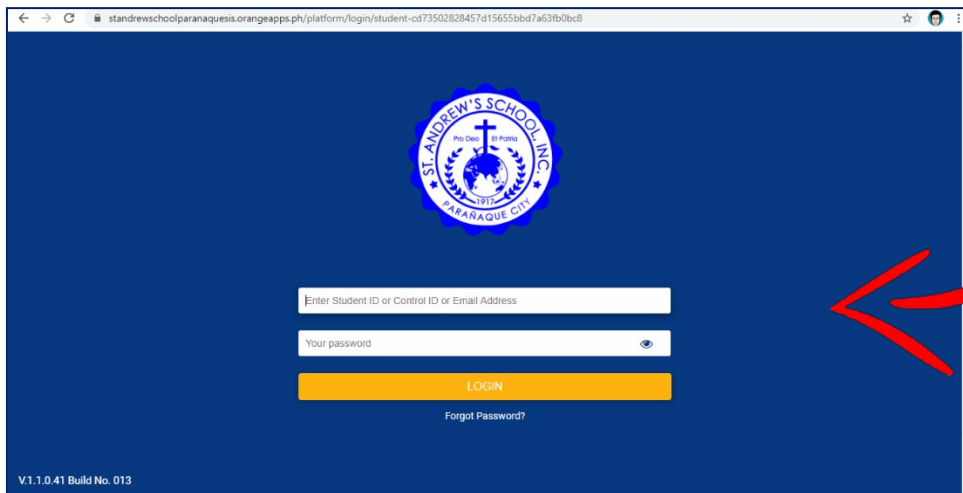 standrewschoolparanaquesis.orangeapps.ph/platform/login/student-cd73502828457d15655bbd7a63fb0bc8
ST. ANDREW'S SCHOOL, INC.
Pro Deo Et Patria
1917
PARAÑAQUE CITY
Enter Student ID or Control ID or Email Address
Your password
LOGIN
Forgot Password?
V.1.1.0.41 Build No. 013